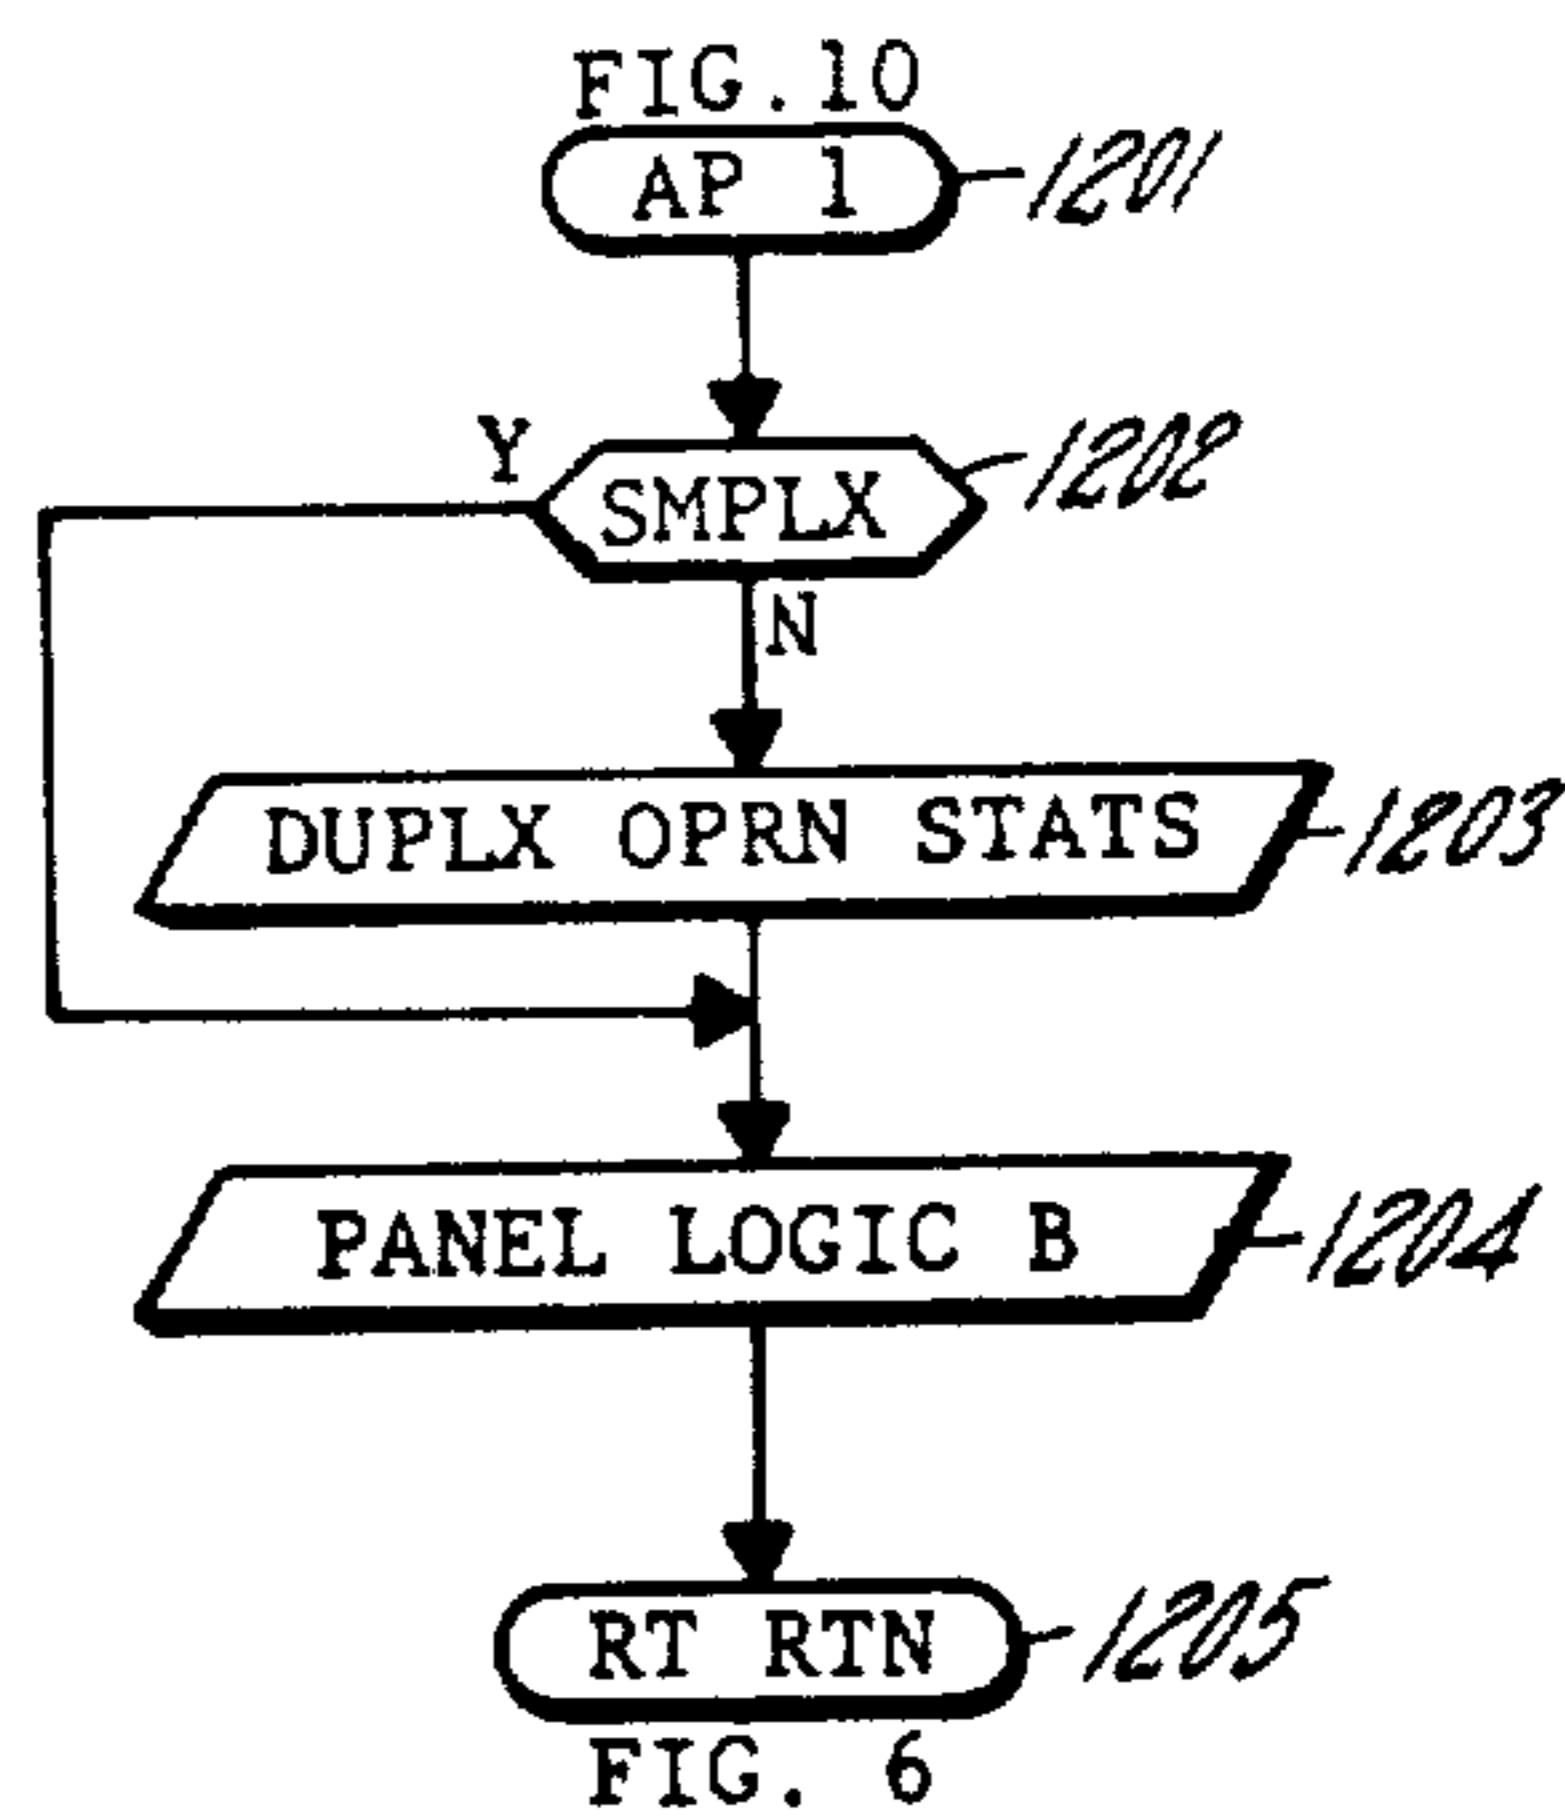 FIG.10
AP 1
1201
Y
SMPLX
1202
N
DUPLX OPRN STATS
1203
PANEL LOGIC B
1204
RT RTN
1205
FIG. 6